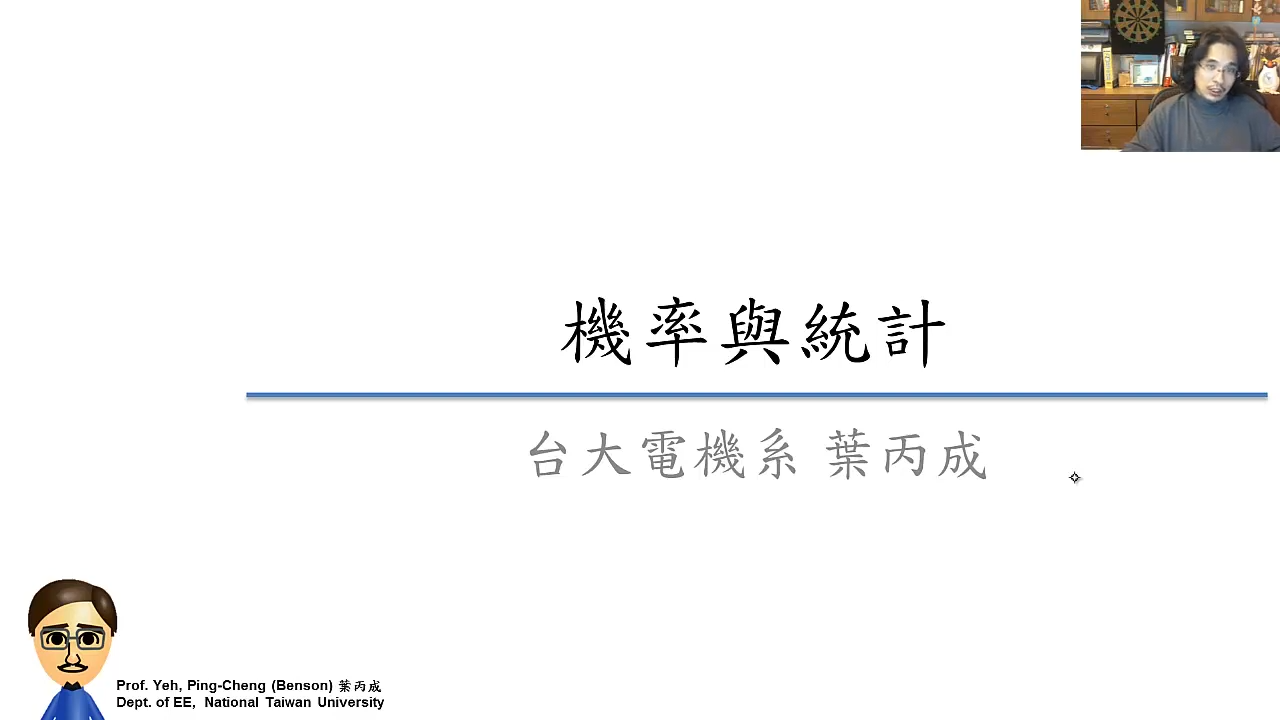 機率與統計
台大電機系 葉丙成
Prof. Yeh, Ping-Cheng (Benson) 葉丙成
Dept. of EE, National Taiwan University